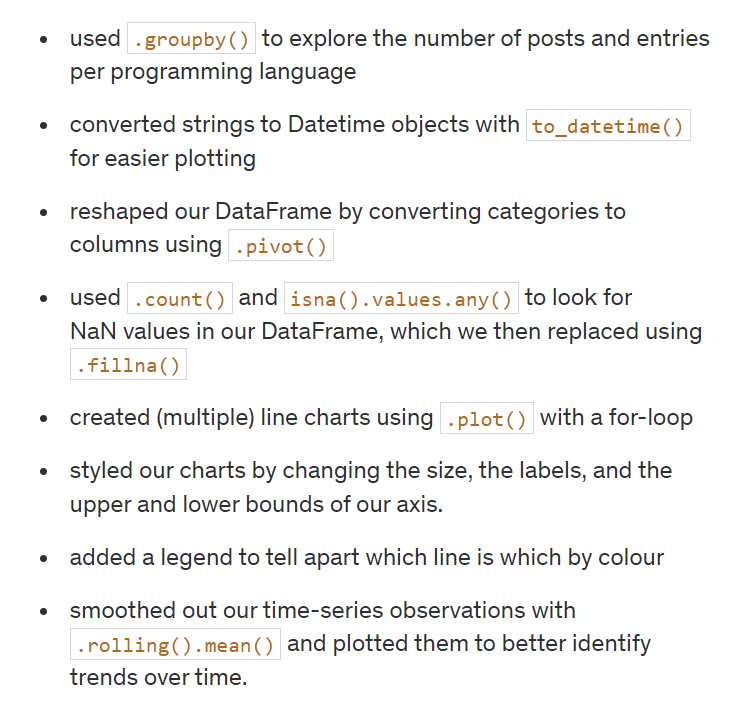 • used .groupby() to explore the number of posts and entries
per programming language
• converted strings to Datetime objects with to_datetime()
for easier plotting
• reshaped our DataFrame by converting categories to
columns using .pivot()
• used .count() and isna().values.any() to look for
NaN values in our DataFrame, which we then replaced using
.fillna()
• created (multiple) line charts using .plot() with a for-loop
• styled our charts by changing the size, the labels, and the
upper and lower bounds of our axis.
• added a legend to tell apart which line is which by colour
• smoothed out our time-series observations with
.rolling().mean() and plotted them to better identify
trends over time.